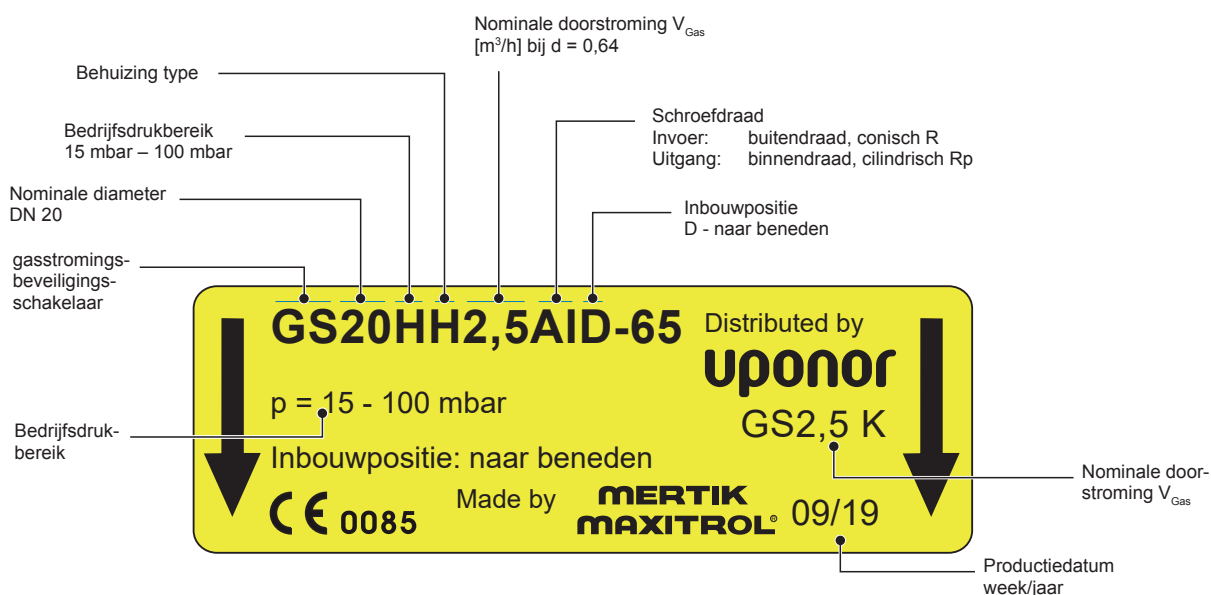 Nominale doorstroming VGas
[m³/h] bij d = 0,64
Behuizing type
Bedrijfsdrukbereik
15 mbar – 100 mbar
Schroefdraad
Invoer: buitendraad, conisch R
Uitgang: binnendraad, cilindrisch Rp
Nominale diameter
DN 20
Inbouwpositie
D - naar beneden
gasstromings-
beveiligings-
schakelaar
GS20HH2,5AID-65
Distributed by
uponor
p = 15 - 100 mbar
GS2,5 K
Bedrijfsdruk-
bereik
Inbouwpositie: naar beneden
Nominale door-
stroming VGas
CE 0085
Made by
MERTIK
MAXITROL®
09/19
Productiedatum
week/jaar